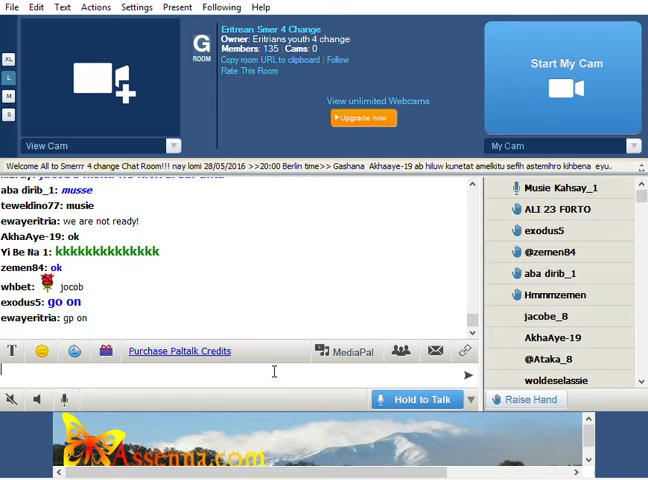 File Edit Text Actions Settings Present Following Help
XL
L
M
S
View Cam
G
ROOM
Eritrean Smer 4 Change
Owner: Eritrians youth 4 change
Members: 135 | Cams: 0
Copy room URL to clipboard | Follow
Rate This Room
View unlimited Webcams
Upgrade now
Start My Cam
My Cam
Welcome All to Smerrr 4 change Chat Room!!! nay lomi 28/05/2016 >>20:00 Berlin time>> Gashana Akhaaye-19 ab hiluw kunetat amelkitu sefih astemihro kihbena eyu.
aba dirib_1: musse
teweldino77: musie
ewayeritria: we are not ready!
AkhaAye-19: ok
Yi Be Na 1: kkkkkkkkkkkkkk
zemen84: ok
whbet: jocob
exodus5: go on
ewayeritria: gp on
Musie Kahsay_1
ALI 23 F0RTO
exodus5
@zemen84
aba dirib_1
Hmmmzemen
jacobe_8
AkhaAye-19
@Ataka_8
woldeselassie
T Purchase Paltalk Credits MediaPal
Hold to Talk
Raise Hand
Assenna.com